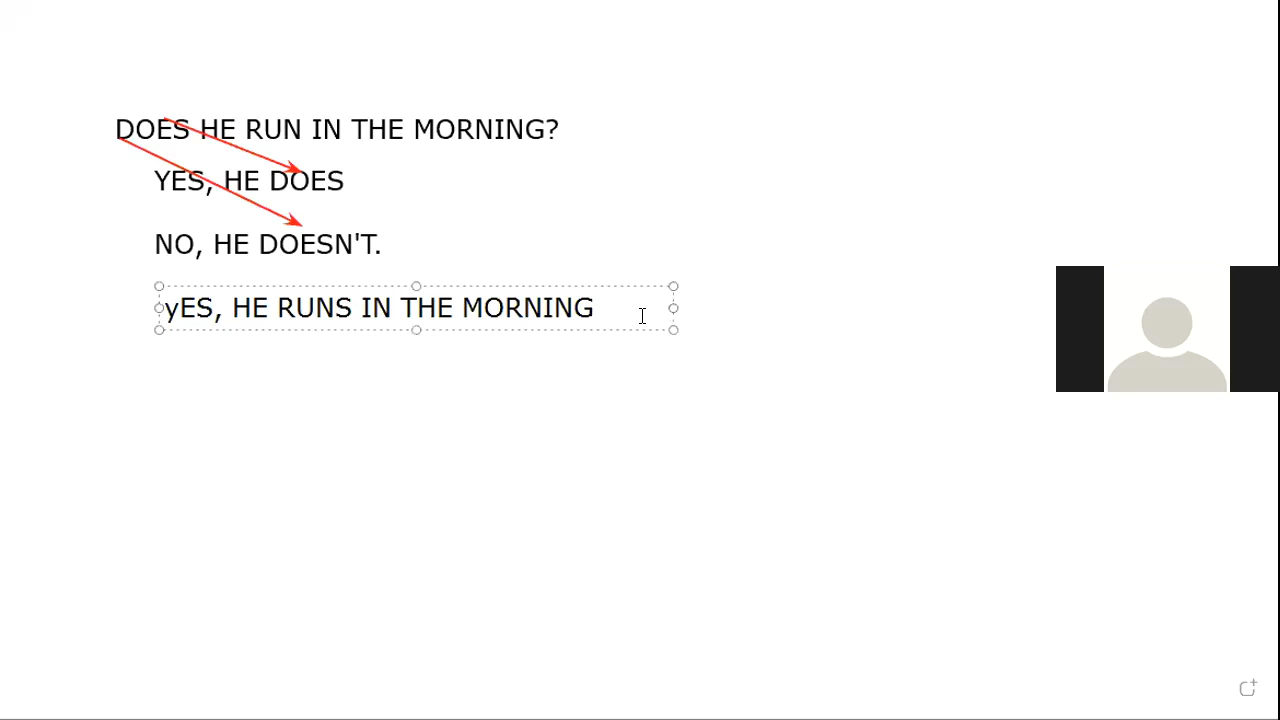 DOES HE RUN IN THE MORNING?
YES, HE DOES
NO, HE DOESN'T.
yES, HE RUNS IN THE MORNING